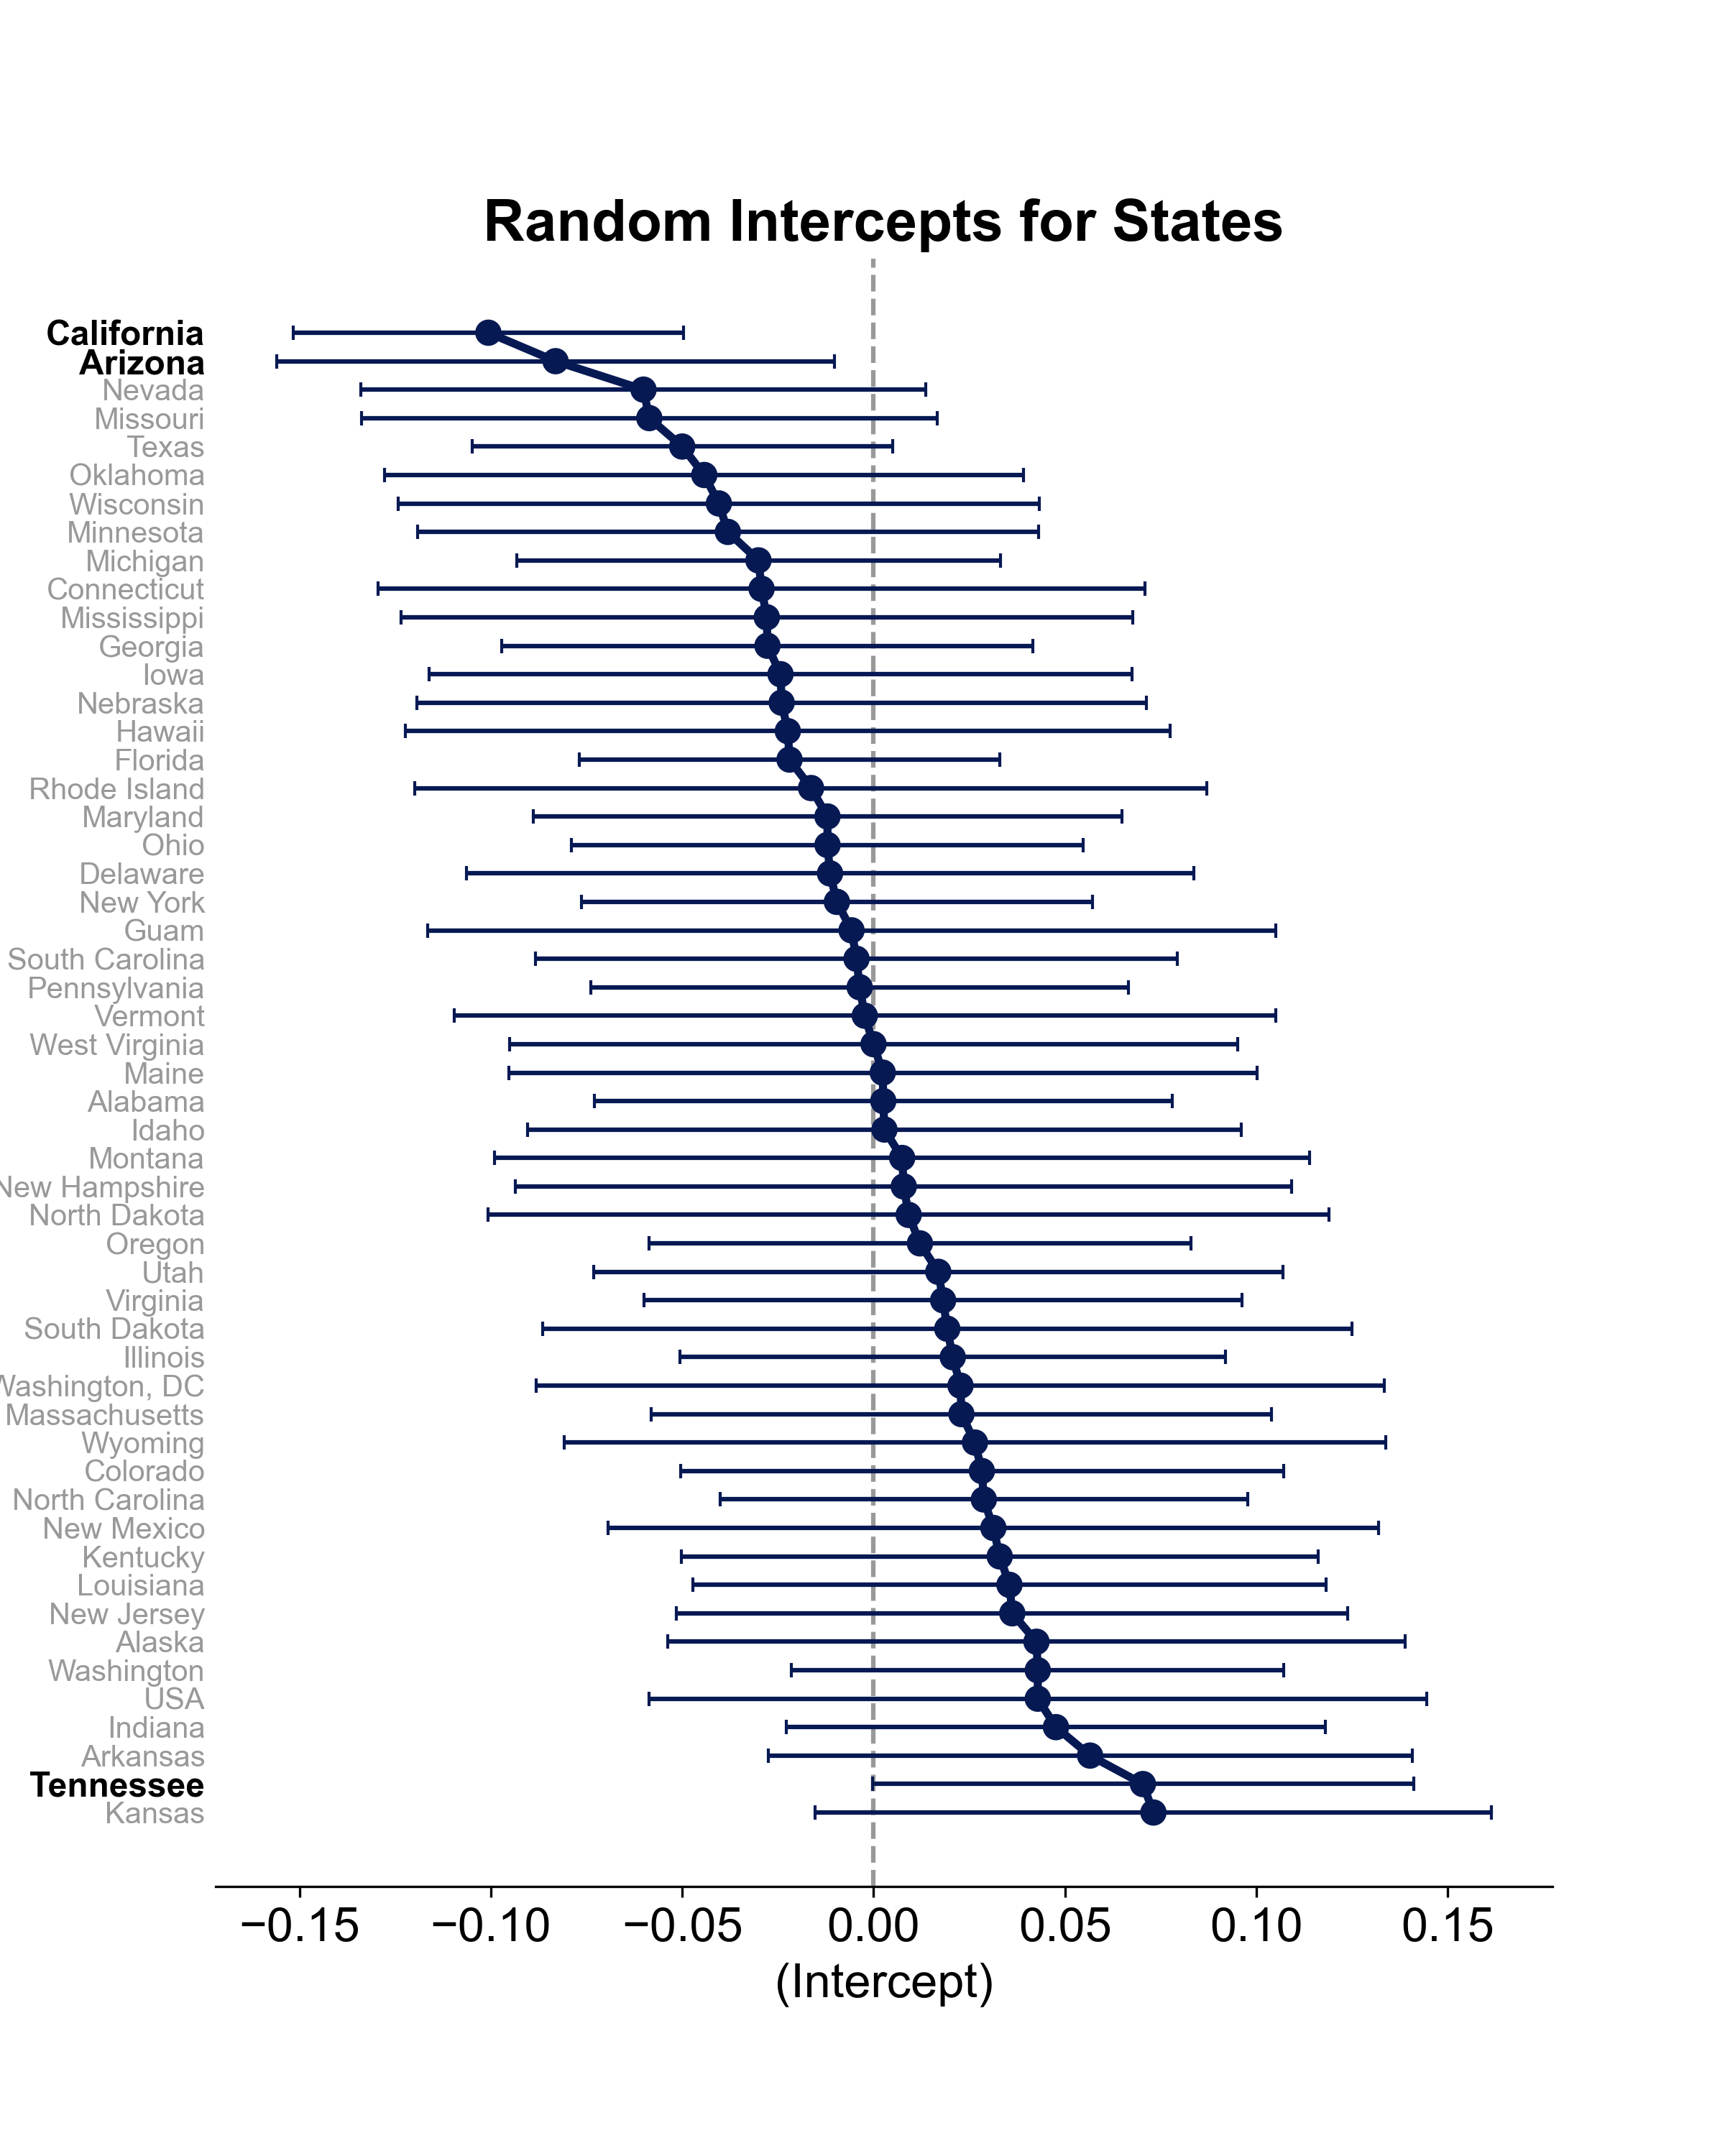 Random Intercepts for States
California
Arizona
Nevada
Missouri
Texas
Oklahoma
Wisconsin
Minnesota
Michigan
Connecticut
Mississippi
Georgia
Iowa
Nebraska
Hawaii
Florida
Rhode Island
Maryland
Ohio
Delaware
New York
Guam
South Carolina
Pennsylvania
Vermont
West Virginia
Maine
Alabama
Idaho
Montana
New Hampshire
North Dakota
Oregon
Utah
Virginia
South Dakota
Illinois
Washington, DC
Massachusetts
Wyoming
Colorado
North Carolina
New Mexico
Kentucky
Louisiana
New Jersey
Alaska
Washington
USA
Indiana
Arkansas
Tennessee
Kansas
−0.15 −0.10 −0.05 0.00 0.05 0.10 0.15
(Intercept)